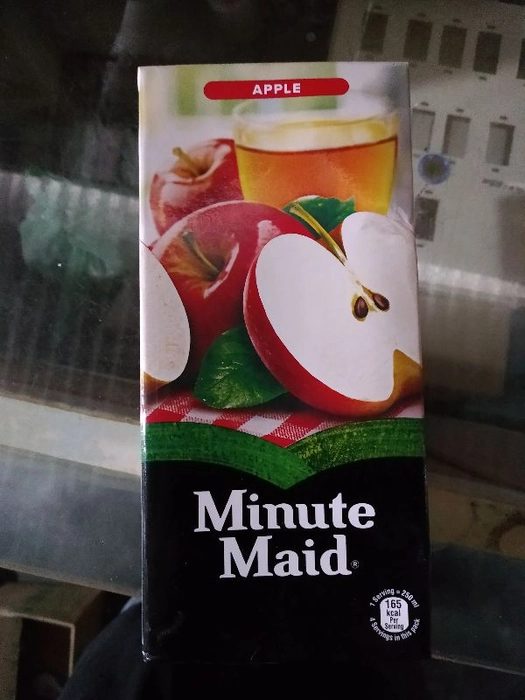 APPLE
Minute
Maid®
1 Serving = 250 ml
165
kcal
Per
Serving
4 Servings in this pack